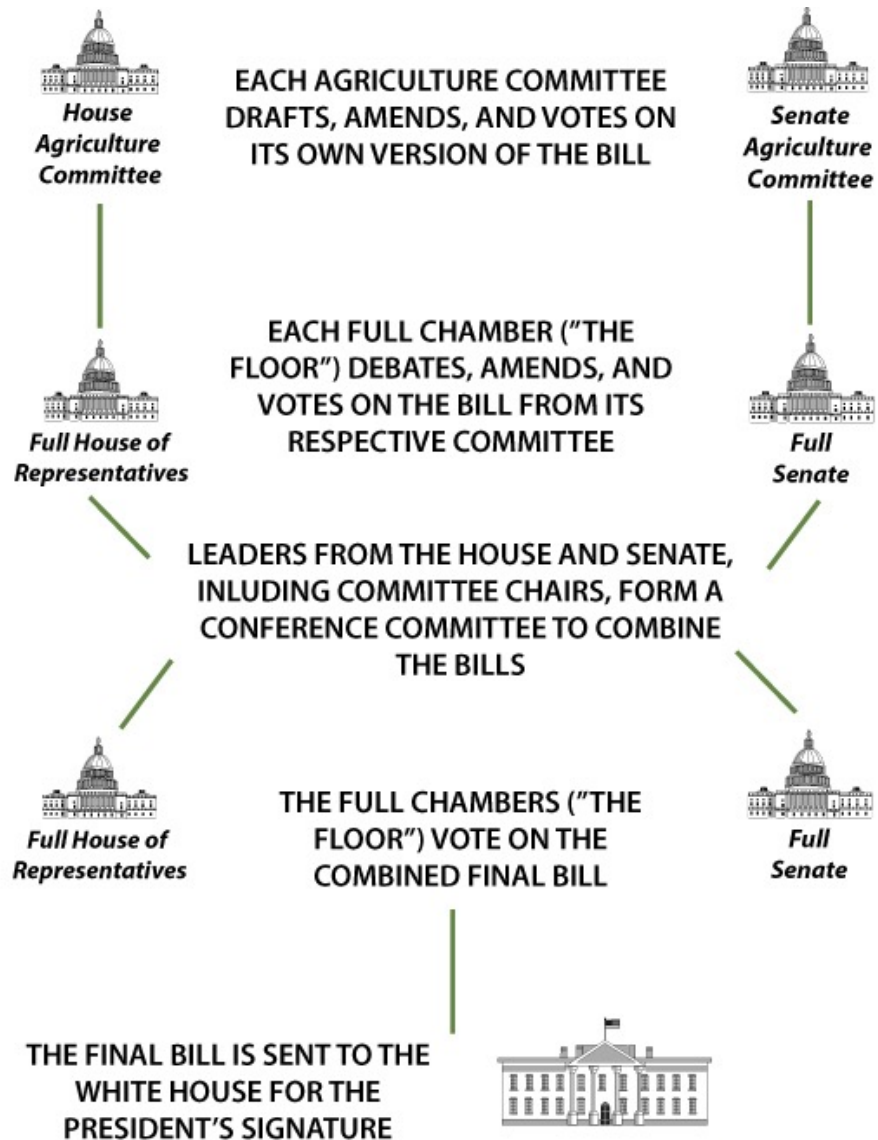 House
Agriculture
Committee
EACH AGRICULTURE COMMITTEE
DRAFTS, AMENDS, AND VOTES ON
ITS OWN VERSION OF THE BILL
Senate
Agriculture
Committee
Full House of
Representatives
EACH FULL CHAMBER (”THE
FLOOR”) DEBATES, AMENDS, AND
VOTES ON THE BILL FROM ITS
RESPECTIVE COMMITTEE
Full
Senate
LEADERS FROM THE HOUSE AND SENATE,
INLUDING COMMITTEE CHAIRS, FORM A
CONFERENCE COMMITTEE TO COMBINE
THE BILLS
Full House of
Representatives
THE FULL CHAMBERS (”THE
FLOOR”) VOTE ON THE
COMBINED FINAL BILL
Full
Senate
THE FINAL BILL IS SENT TO THE
WHITE HOUSE FOR THE
PRESIDENT’S SIGNATURE